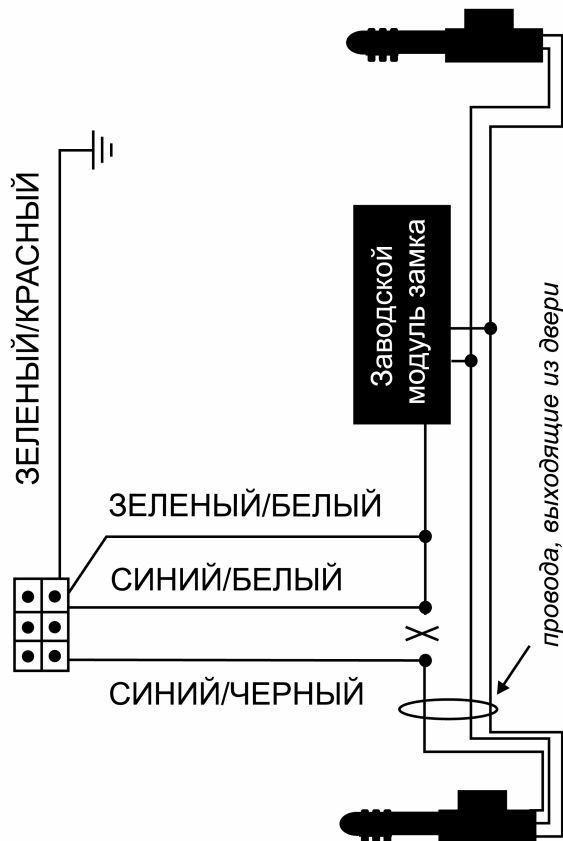 ЗЕЛЕНЫЙ/КРАСНЫЙ
Заводской
модуль замка
ЗЕЛЕНЫЙ/БЕЛЫЙ
СИНИЙ/БЕЛЫЙ
СИНИЙ/ЧЕРНЫЙ
провода, выходящие из двери